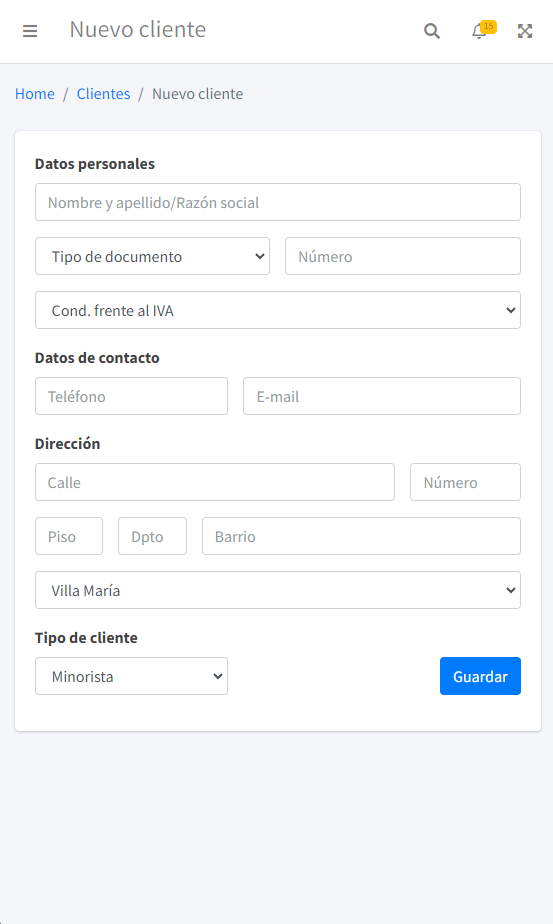 Nuevo cliente
15
Home / Clientes / Nuevo cliente
Datos personales
Nombre y apellido/Razón social
Tipo de documento Número
Cond. frente al IVA
Datos de contacto
Teléfono E-mail
Dirección
Calle Número
Piso Dpto Barrio
Villa María
Tipo de cliente
Minorista Guardar